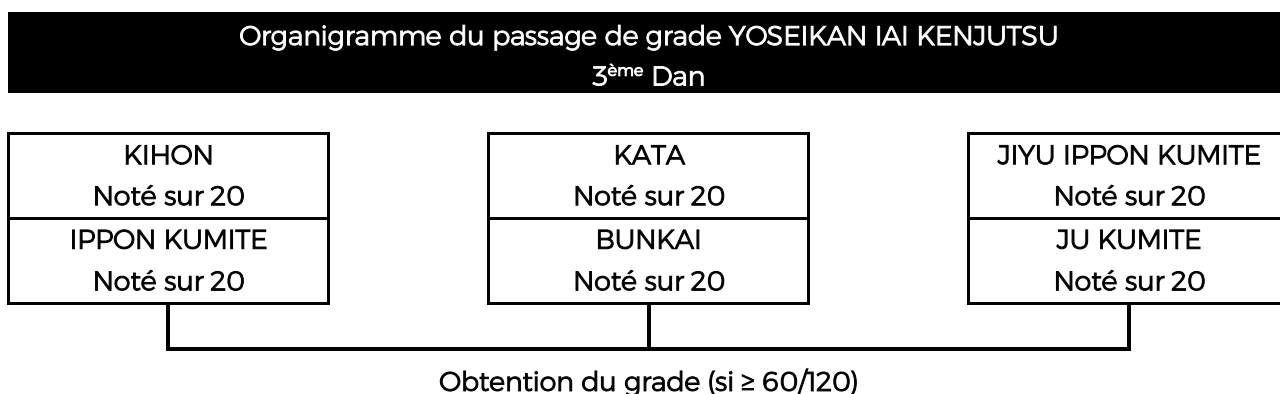 Organigramme du passage de grade YOSEIKAN IAI KENJUTSU
3ème Dan
KIHON
Noté sur 20
IPPON KUMITE
Noté sur 20
KATA
Noté sur 20
BUNKAI
Noté sur 20
JIYU IPPON KUMITE
Noté sur 20
JU KUMITE
Noté sur 20
Obtention du grade (si ≥ 60/120)